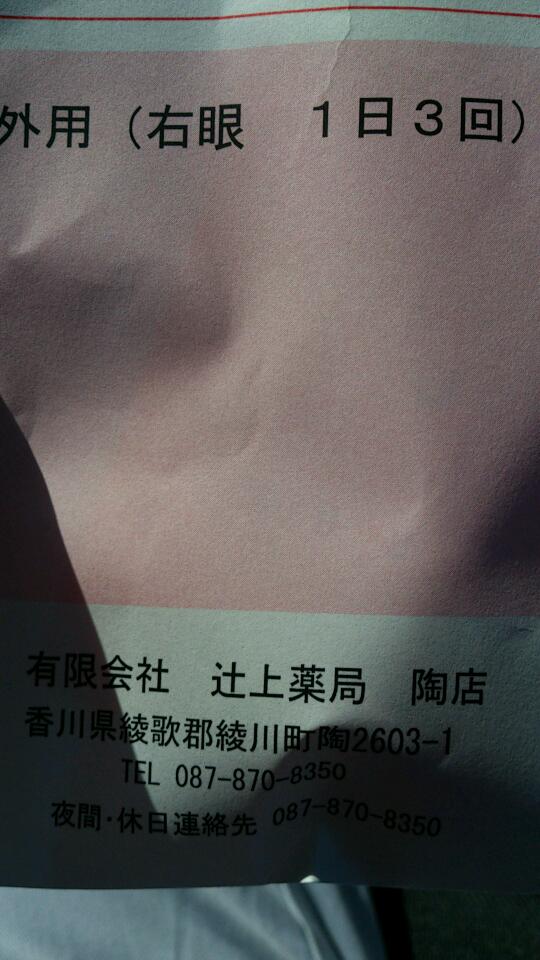 外用（右眼　１日３回）
有限会社　辻上薬局　陶店
香川県綾歌郡綾川町陶2603-1
TEL 087-870-8350
夜間・休日連絡先 087-870-8350